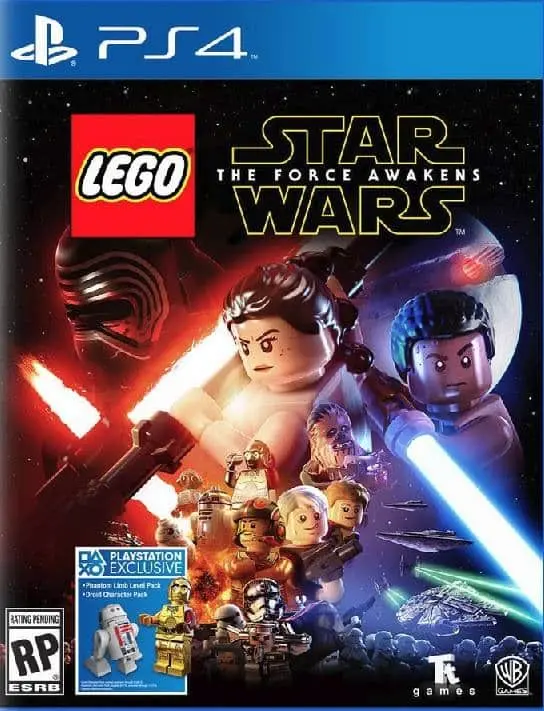 PS4
LEGO
STAR
THE FORCE AWAKENS
WARS
TM
PLAYSTATION
EXCLUSIVE
• Phantom Limb Level Pack
• Droid Character Pack
RATING PENDING
RP
ESRB
Tt
games
WB
GAMES